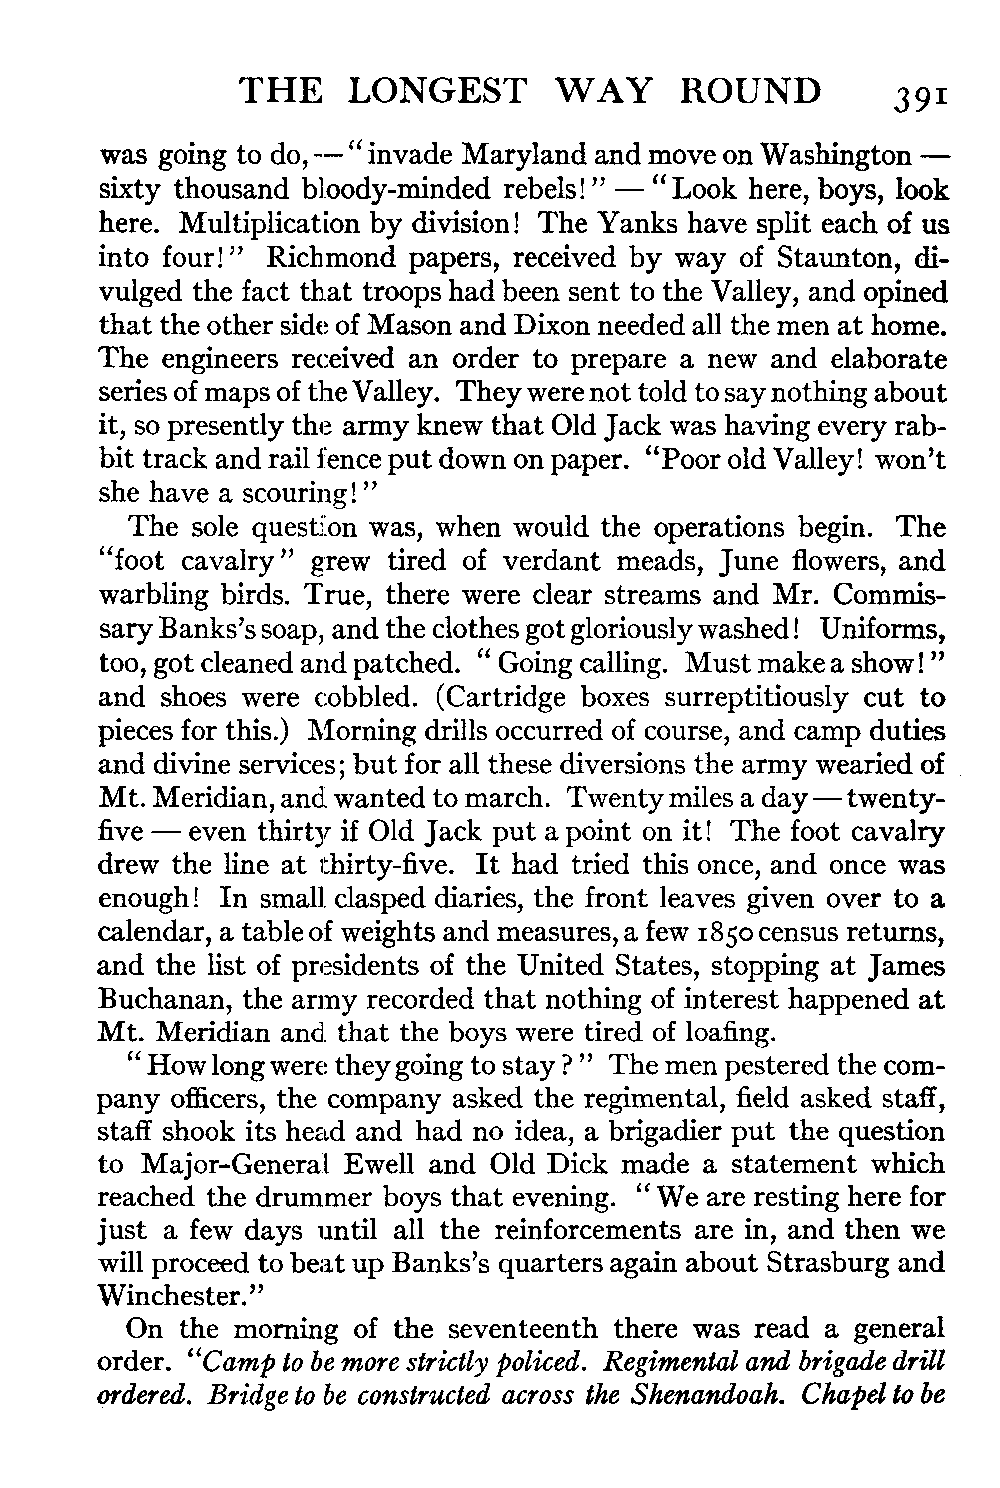 THE LONGEST WAY ROUND 391
was going to do, — “invade Maryland and move on Washington —
sixty thousand bloody-minded rebels!” — “Look here, boys, look
here. Multiplication by division! The Yanks have split each of us
into four!” Richmond papers, received by way of Staunton, di-
vulged the fact that troops had been sent to the Valley, and opined
that the other side of Mason and Dixon needed all the men at home.
The engineers received an order to prepare a new and elaborate
series of maps of the Valley. They were not told to say nothing about
it, so presently the army knew that Old Jack was having every rab-
bit track and rail fence put down on paper. “Poor old Valley! won’t
she have a scouring!”
The sole question was, when would the operations begin. The
“foot cavalry” grew tired of verdant meads, June flowers, and
warbling birds. True, there were clear streams and Mr. Commis-
sary Banks’s soap, and the clothes got gloriously washed! Uniforms,
too, got cleaned and patched. “Going calling. Must make a show!”
and shoes were cobbled. (Cartridge boxes surreptitiously cut to
pieces for this.) Morning drills occurred of course, and camp duties
and divine services; but for all these diversions the army wearied of
Mt. Meridian, and wanted to march. Twenty miles a day — twenty-
five — even thirty if Old Jack put a point on it! The foot cavalry
drew the line at thirty-five. It had tried this once, and once was
enough! In small clasped diaries, the front leaves given over to a
calendar, a table of weights and measures, a few 1850 census returns,
and the list of presidents of the United States, stopping at James
Buchanan, the army recorded that nothing of interest happened at
Mt. Meridian and that the boys were tired of loafing.
“How long were they going to stay?” The men pestered the com-
pany officers, the company asked the regimental, field asked staff,
staff shook its head and had no idea, a brigadier put the question
to Major-General Ewell and Old Dick made a statement which
reached the drummer boys that evening. “We are resting here for
just a few days until all the reinforcements are in, and then we
will proceed to beat up Banks’s quarters again about Strasburg and
Winchester.”
On the morning of the seventeenth there was read a general
order. “Camp to be more strictly policed. Regimental and brigade drill
ordered. Bridge to be constructed across the Shenandoah. Chapel to be